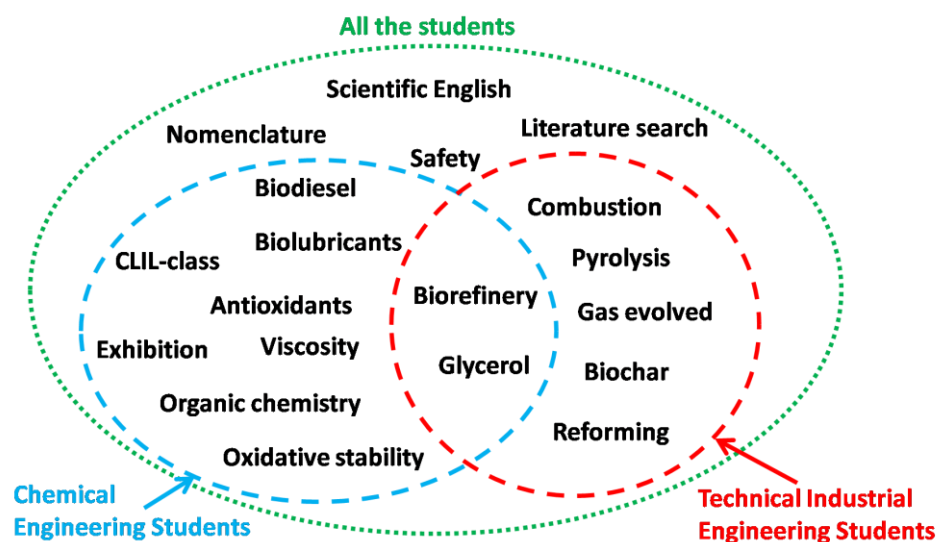 All the students
Scientific English
Nomenclature
Literature search
Safety
Biodiesel
Combustion
Biolubricants
CLIL-class
Pyrolysis
Antioxidants
Biorefinery
Gas evolved
Exhibition
Viscosity
Glycerol
Biochar
Organic chemistry
Reforming
Oxidative stability
Chemical
Engineering Students
Technical Industrial
Engineering Students